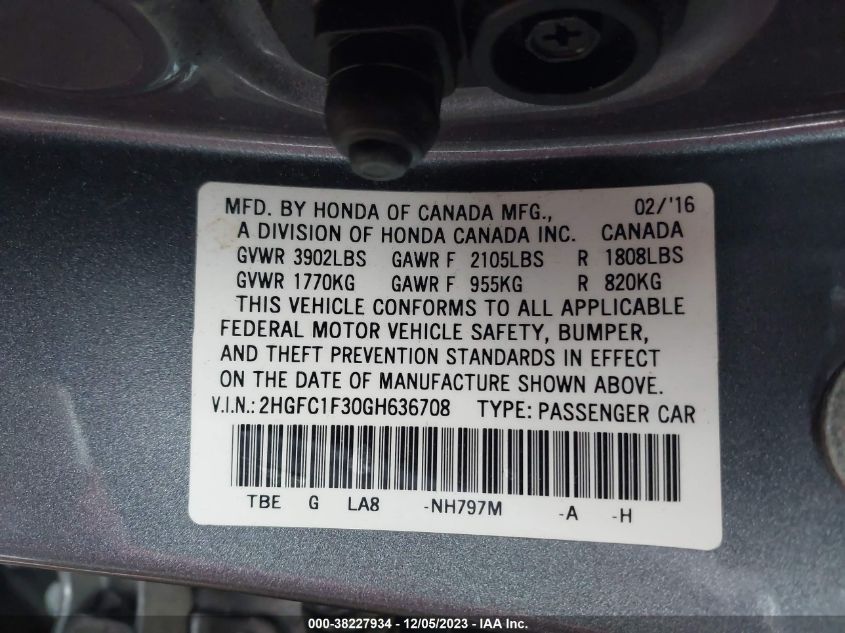 MFD. BY HONDA OF CANADA MFG., 02/'16
A DIVISION OF HONDA CANADA INC. CANADA
GVWR 3902LBS GAWR F 2105LBS R 1808LBS
GVWR 1770KG GAWR F 955KG R 820KG
THIS VEHICLE CONFORMS TO ALL APPLICABLE
FEDERAL MOTOR VEHICLE SAFETY, BUMPER,
AND THEFT PREVENTION STANDARDS IN EFFECT
ON THE DATE OF MANUFACTURE SHOWN ABOVE.
V.I.N.: 2HGFC1F30GH636708 TYPE: PASSENGER CAR
TBE G LA8 -NH797M -A -H
000-38227934 - 12/05/2023 - IAA Inc.